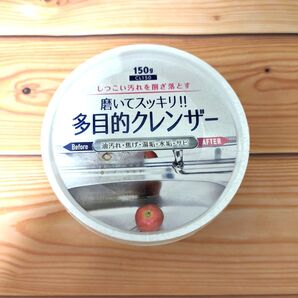 150g
CL150
しつこい汚れを削ぎ落とす
磨いてスッキリ!!
多目的クレンザー
Before 油汚れ・焦げ・湯垢・水垢・サビ AFTER